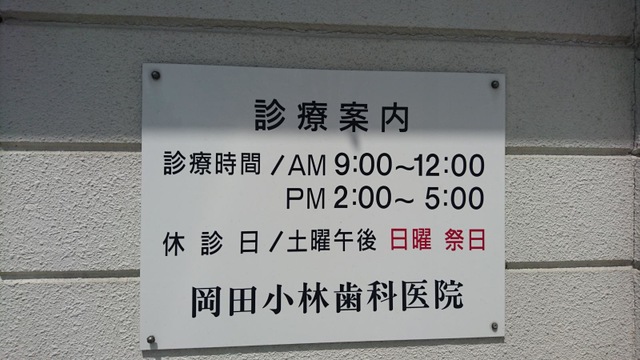 診療案内
診療時間/AM 9:00～12:00
PM 2:00～ 5:00
休診日/土曜午後 日曜 祭日
岡田小林歯科医院